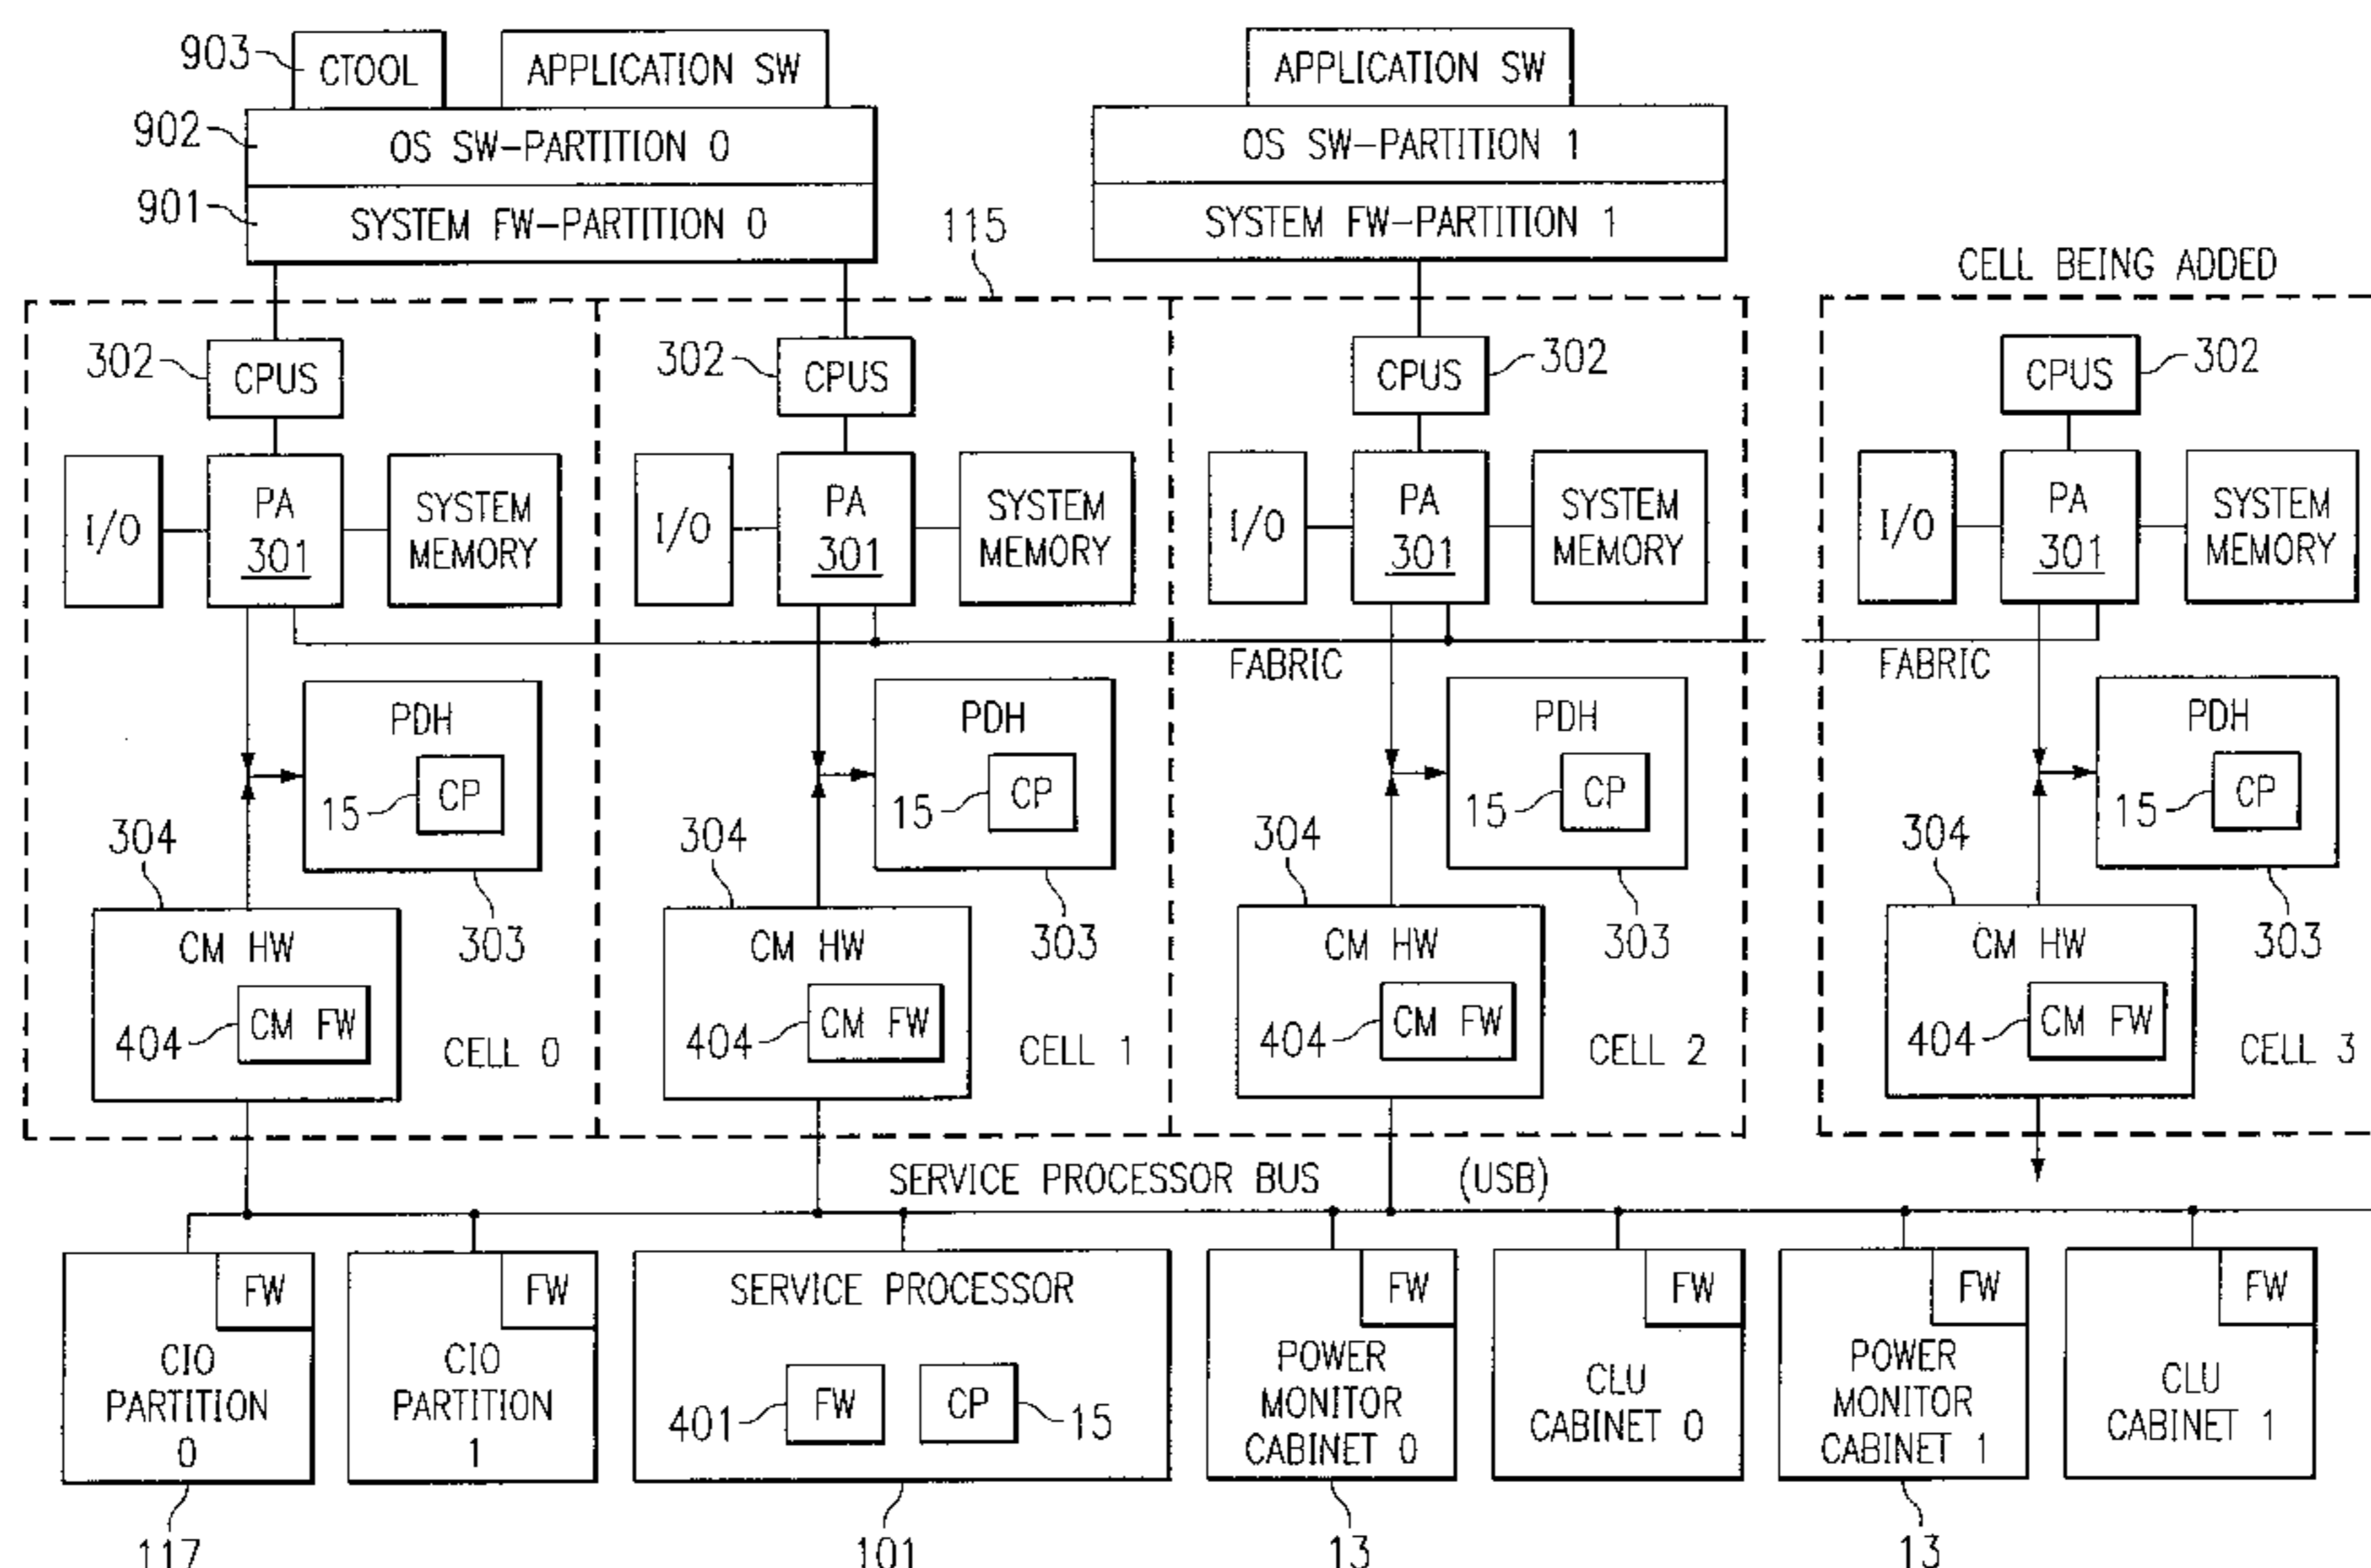 903
CTOOL
APPLICATION SW
APPLICATION SW
902
OS SW-PARTITION 0
OS SW-PARTITION 1
901
SYSTEM FW-PARTITION 0
115
SYSTEM FW-PARTITION 1
CELL BEING ADDED
302
CPUS
302
CPUS
CPUS
302
CPUS
302
I/O
PA
301
SYSTEM
MEMORY
I/O
PA
301
SYSTEM
MEMORY
I/O
PA
301
SYSTEM
MEMORY
I/O
PA
301
SYSTEM
MEMORY
FABRIC
FABRIC
PDH
15
CP
303
PDH
15
CP
303
PDH
15
CP
303
PDH
15
CP
303
304
CM HW
404
CM FW
CELL 0
304
CM HW
404
CM FW
CELL 1
304
CM HW
404
CM FW
CELL 2
304
CM HW
404
CM FW
CELL 3
SERVICE PROCESSOR BUS (USB)
FW
CIO
PARTITION
0
117
FW
CIO
PARTITION
1
SERVICE PROCESSOR
401
FW
CP
15
101
FW
POWER
MONITOR
CABINET 0
13
FW
CLU
CABINET 0
FW
POWER
MONITOR
CABINET 1
13
FW
CLU
CABINET 1